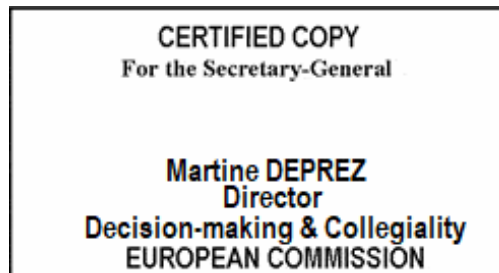 CERTIFIED COPY
For the Secretary-General
Martine DEPREZ
Director
Decision-making & Collegiality
EUROPEAN COMMISSION